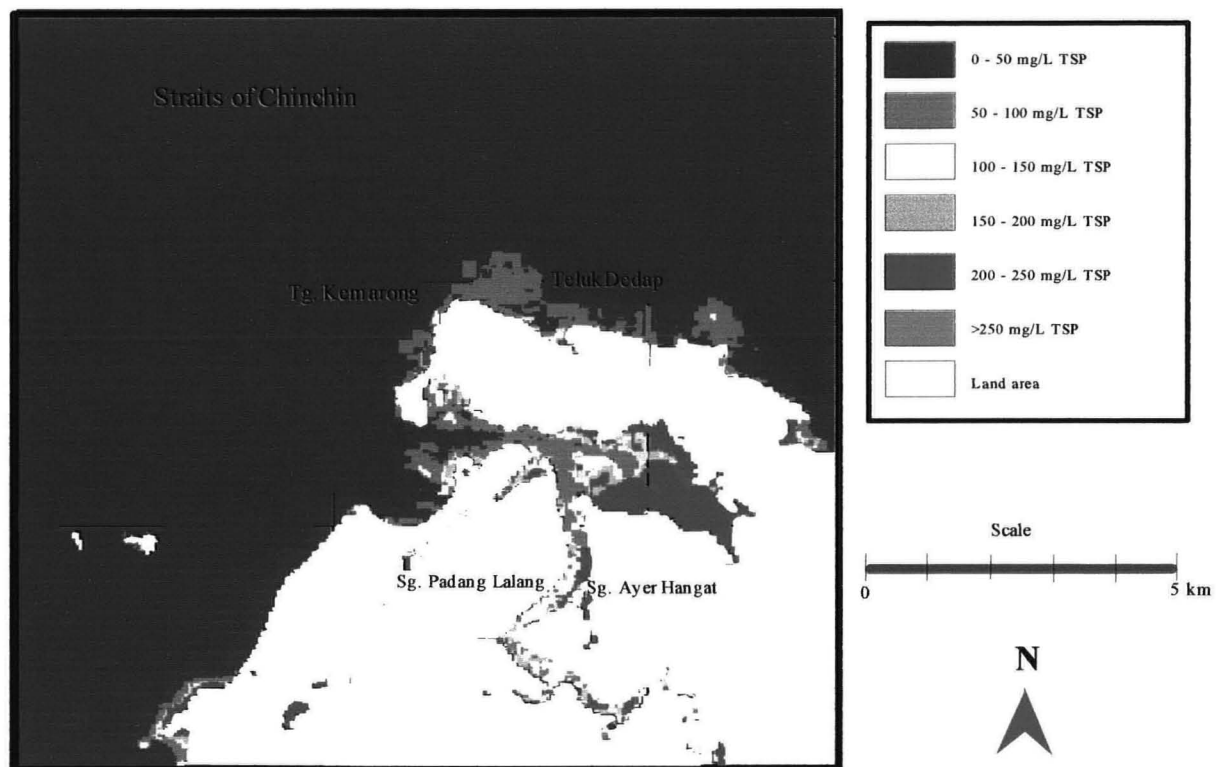 Straits of Chinchin
Tg. Kemarong
Teluk Dedap
Sg. Padang Lalang
Sg. Ayer Hangat
0 - 50 mg/L TSP
50 - 100 mg/L TSP
100 - 150 mg/L TSP
150 - 200 mg/L TSP
200 - 250 mg/L TSP
>250 mg/L TSP
Land area
Scale
0
5 km
N